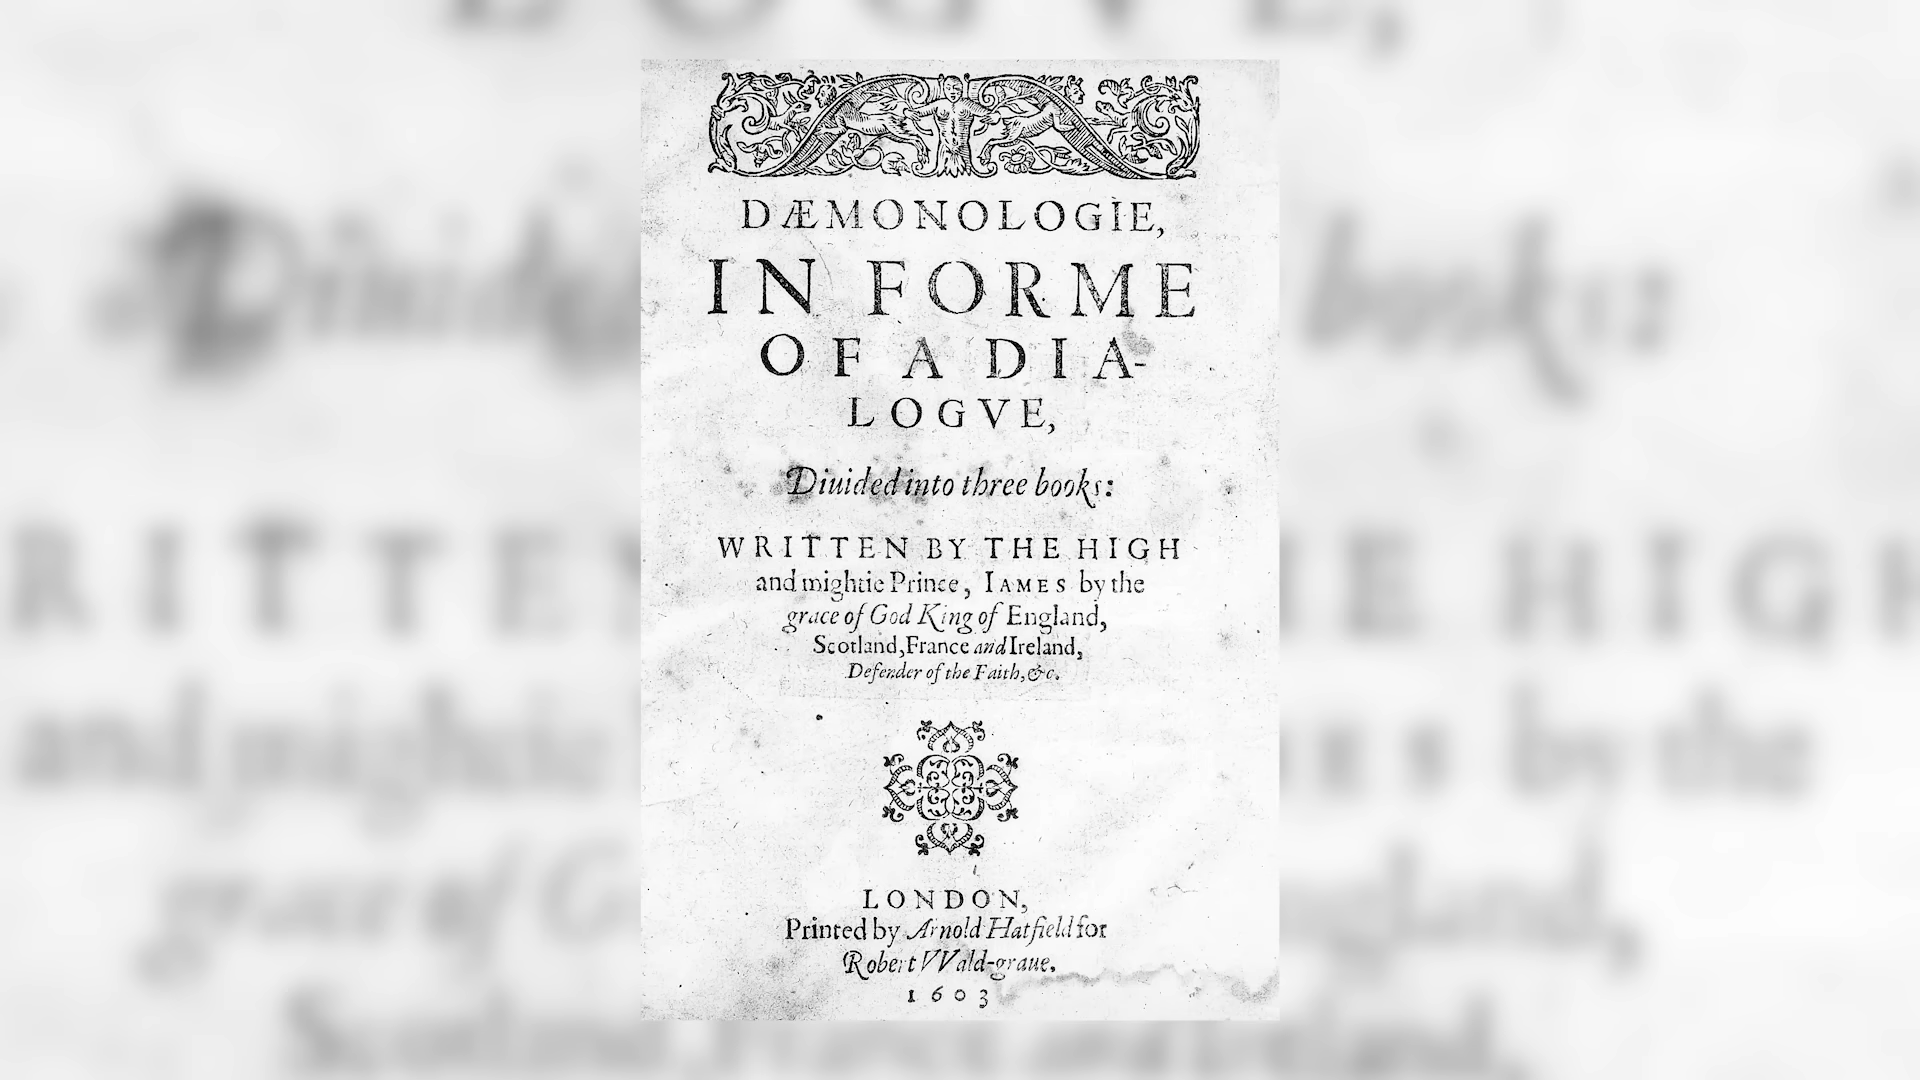 DÆMONOLOGIE,
IN FORME
OF A DIA-
LOGVE,
Diuided into three books:
WRITTEN BY THE HIGH
and mightie Prince, IAMES by the
grace of God King of England,
Scotland, France and Ireland,
Defender of the Faith, &c.
LONDON,
Printed by Arnold Hatfield for
Robert VVald-graue.
1603